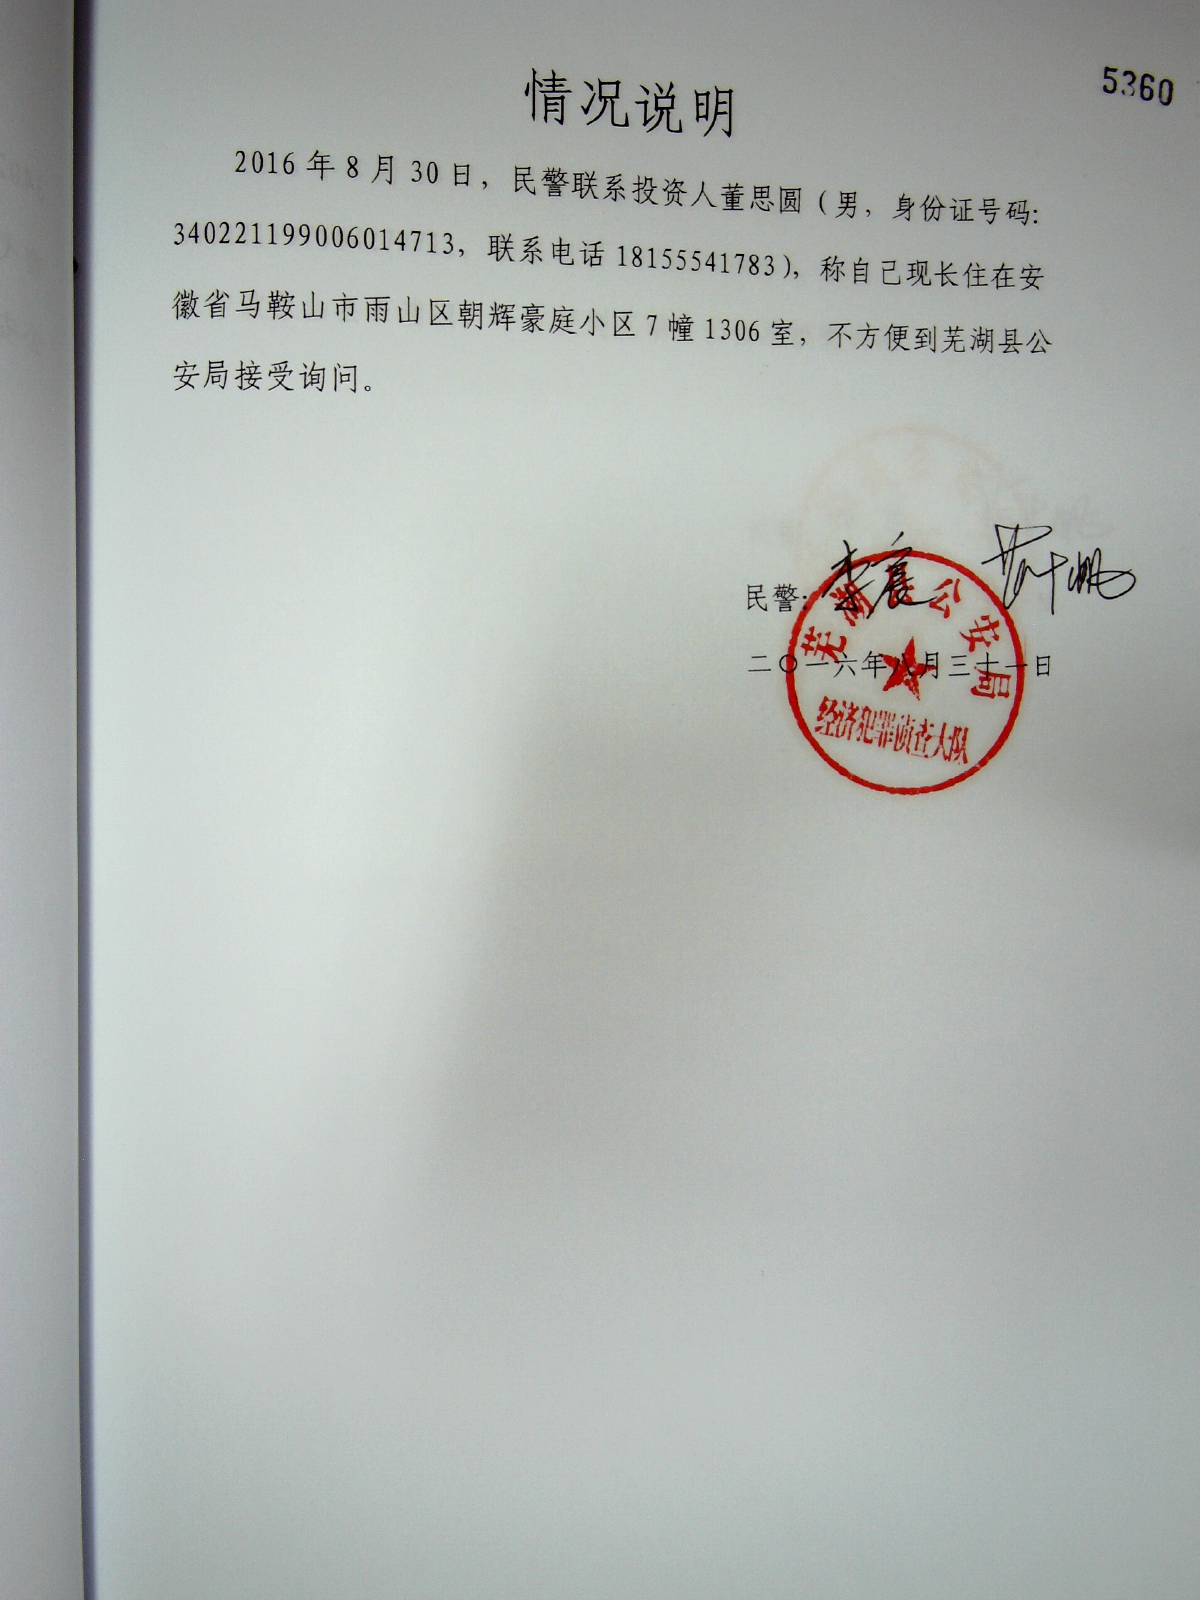 5360
情况说明
2016年8月30日，民警联系投资人董思圆（男，身份证号码：
340221199006014713，联系电话18155541783），称自己现长住在安
徽省马鞍山市雨山区朝辉豪庭小区7幢1306室，不方便到芜湖县公
安局接受询问。
民警：李震
二〇一六年八月三十一日
芜湖县公安局
经济犯罪侦查大队